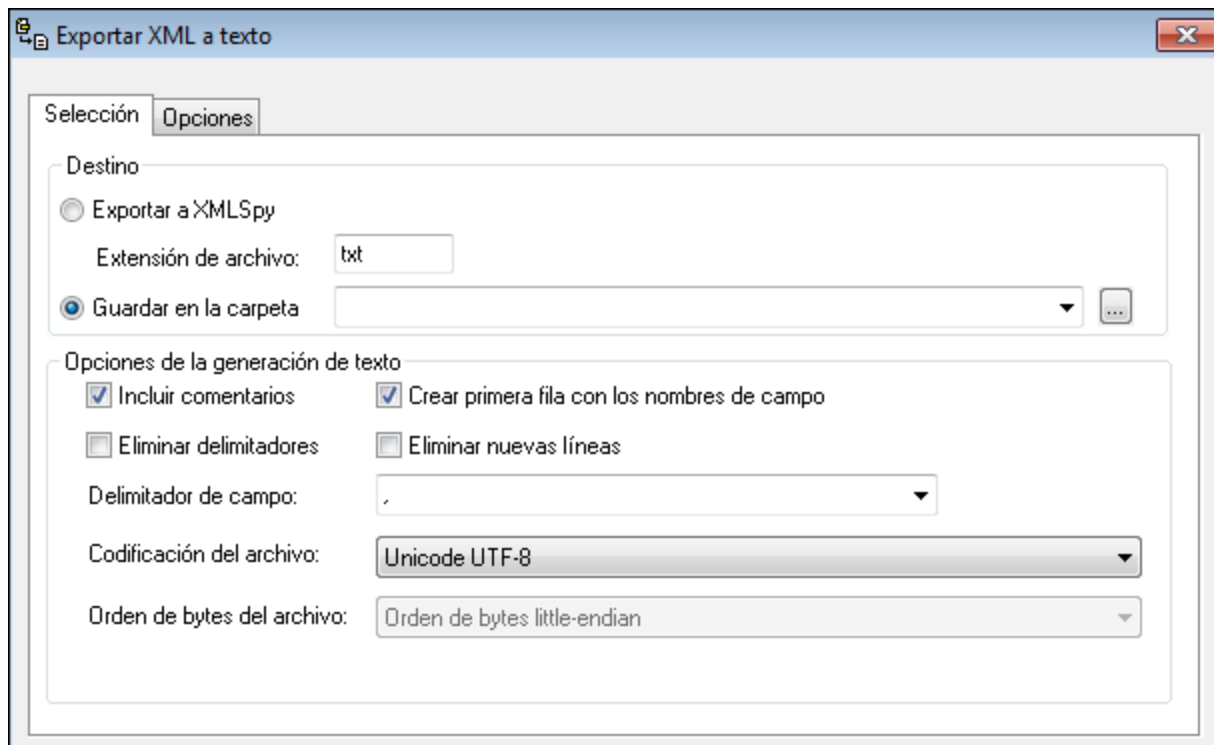 Exportar XML a texto
Selección Opciones
Destino
Exportar a XMLSpy
Extensión de archivo: txt
Guardar en la carpeta ...
Opciones de la generación de texto
Incluir comentarios Crear primera fila con los nombres de campo
Eliminar delimitadores Eliminar nuevas líneas
Delimitador de campo: ,
Codificación del archivo: Unicode UTF-8
Orden de bytes del archivo: Orden de bytes little-endian